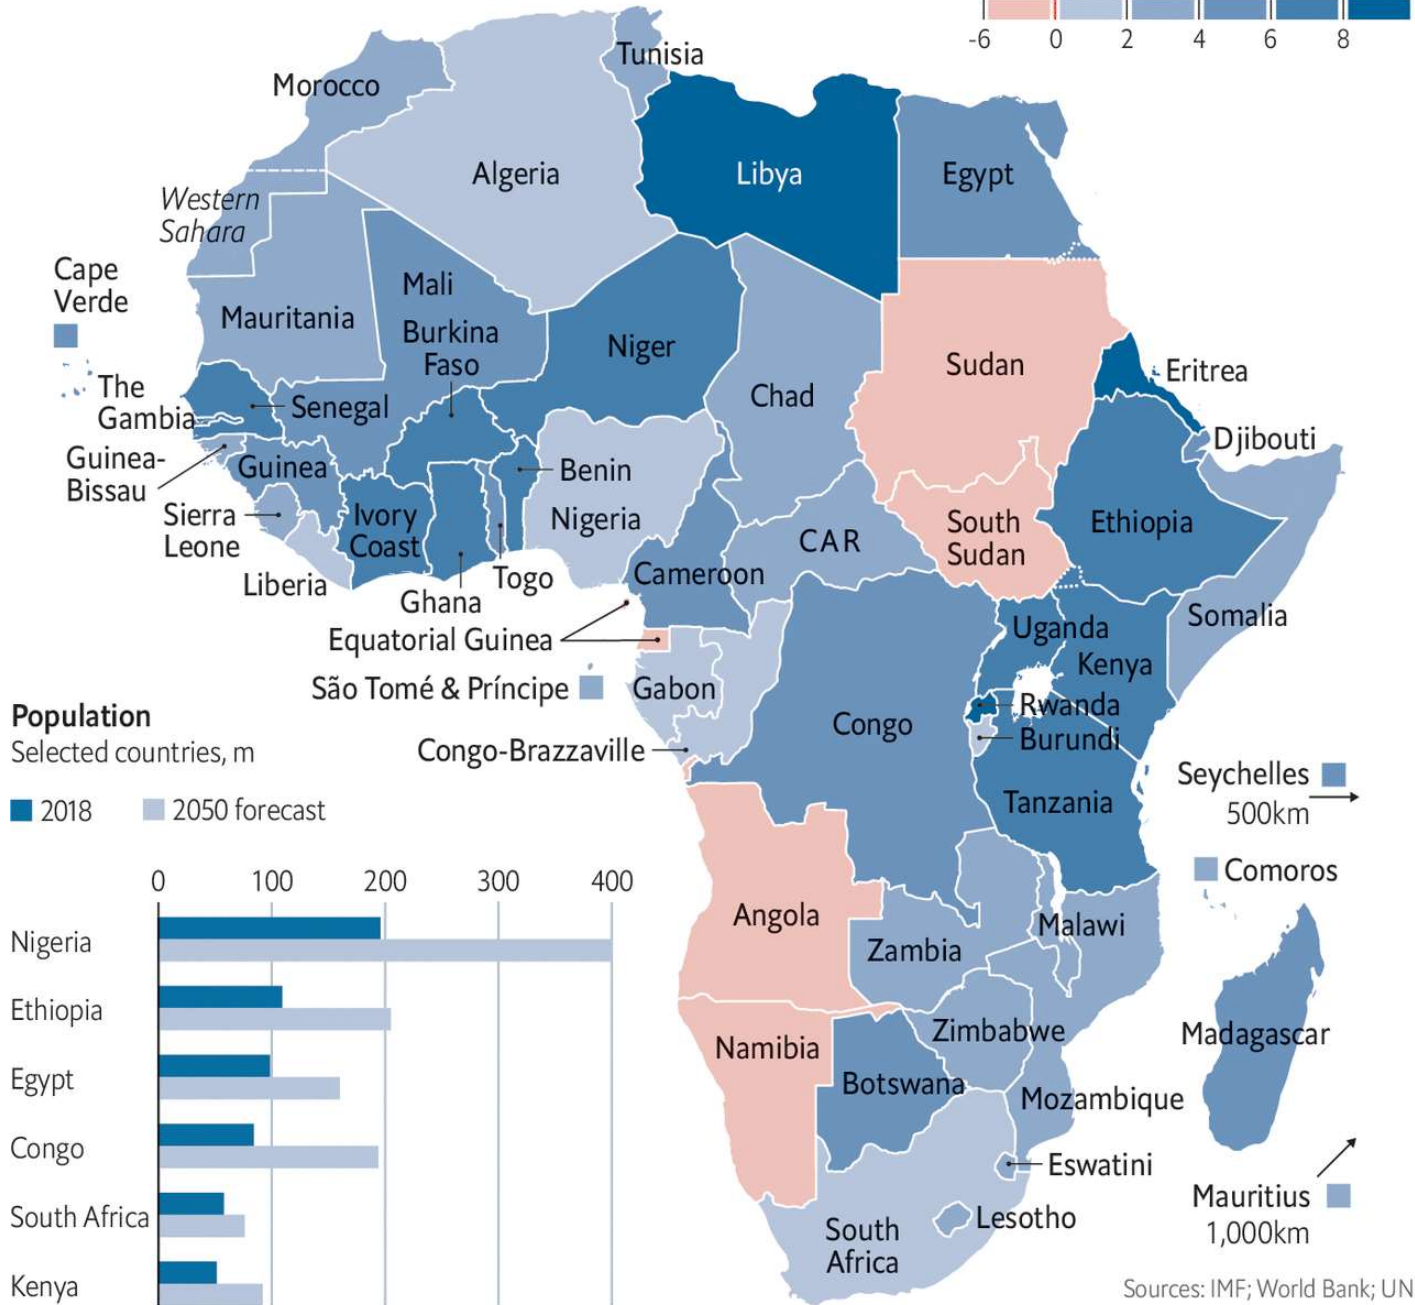 -6 0 2 4 6 8
Tunisia
Morocco
Algeria
Libya
Egypt
Western
Sahara
Cape
Verde
Mali
Mauritania
Burkina
Faso
Niger
Chad
Sudan
Eritrea
The
Gambia
Senegal
Djibouti
Guinea-
Bissau
Guinea
Benin
Sierra
Leone
Ivory
Coast
Nigeria
CAR
South
Sudan
Ethiopia
Liberia
Togo
Ghana
Cameroon
Equatorial Guinea
Uganda
Somalia
Kenya
São Tomé & Príncipe
Gabon
Congo
Rwanda
Burundi
Congo-Brazzaville
Tanzania
Seychelles
500km
Comoros
Angola
Zambia
Malawi
Namibia
Zimbabwe
Madagascar
Botswana
Mozambique
Eswatini
Lesotho
Mauritius
1,000km
South
Africa
Population
Selected countries, m
2018 2050 forecast
0 100 200 300 400
Nigeria
Ethiopia
Egypt
Congo
South Africa
Kenya
Sources: IMF; World Bank; UN